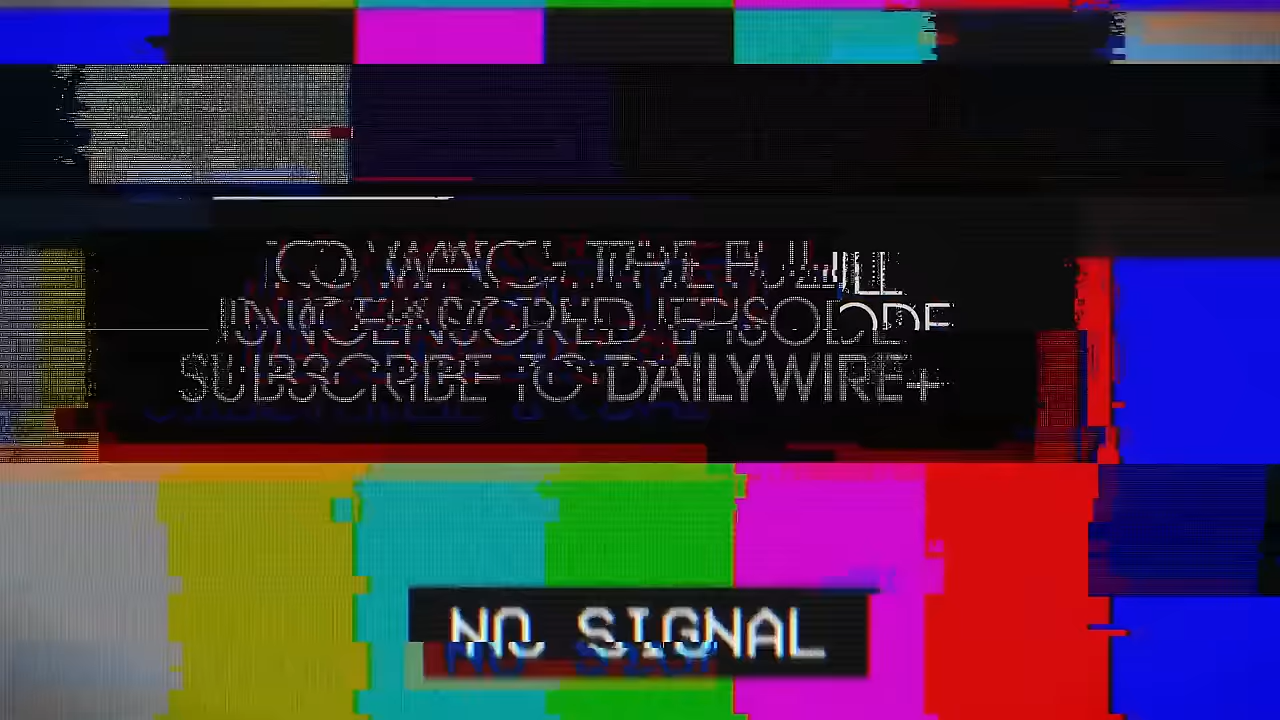 TO WATCH THE FULL
UNCENSORED EPISODE
SUBSCRIBE TO DAILYWIRE+
NO SIGNAL